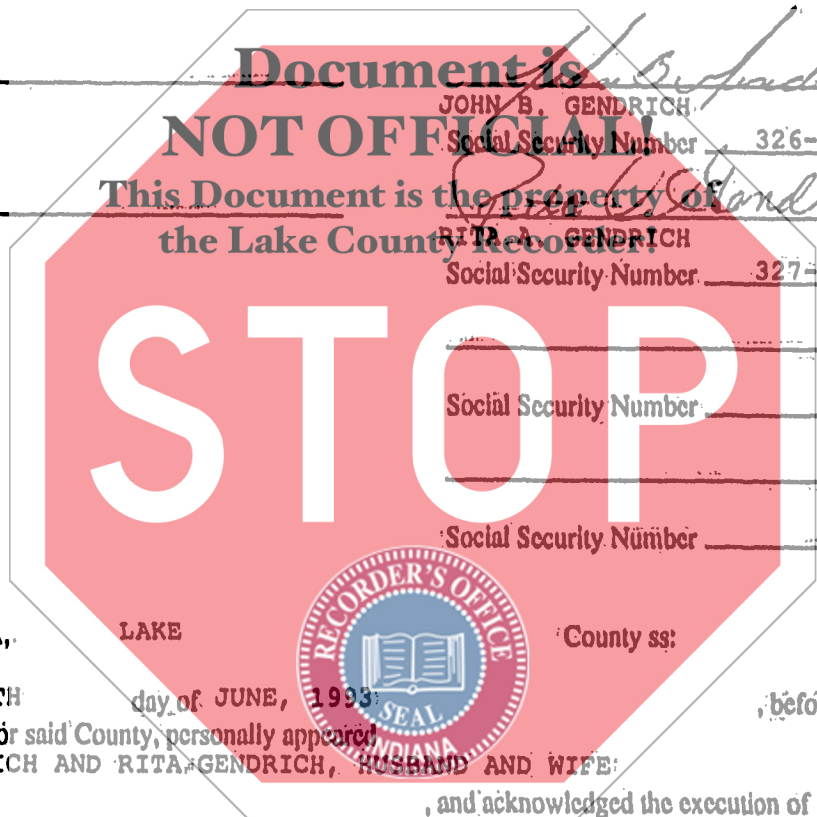 Document is
JOHN B. GENDRICH
NOT OFFICIAL!
Social Security Number 326-
This Document is the property of
the Lake County Recorder!
RITA A. GENDRICH
Social Security Number 327-
STOP
Social Security Number
Social Security Number
RECORDER'S OFFICE
SEAL
INDIANA
LAKE County ss:
TH day of JUNE, 1993 , befo
or said County, personally appeared
ICH AND RITA GENDRICH, HUSBAND AND WIFE
, and acknowledged the execution of